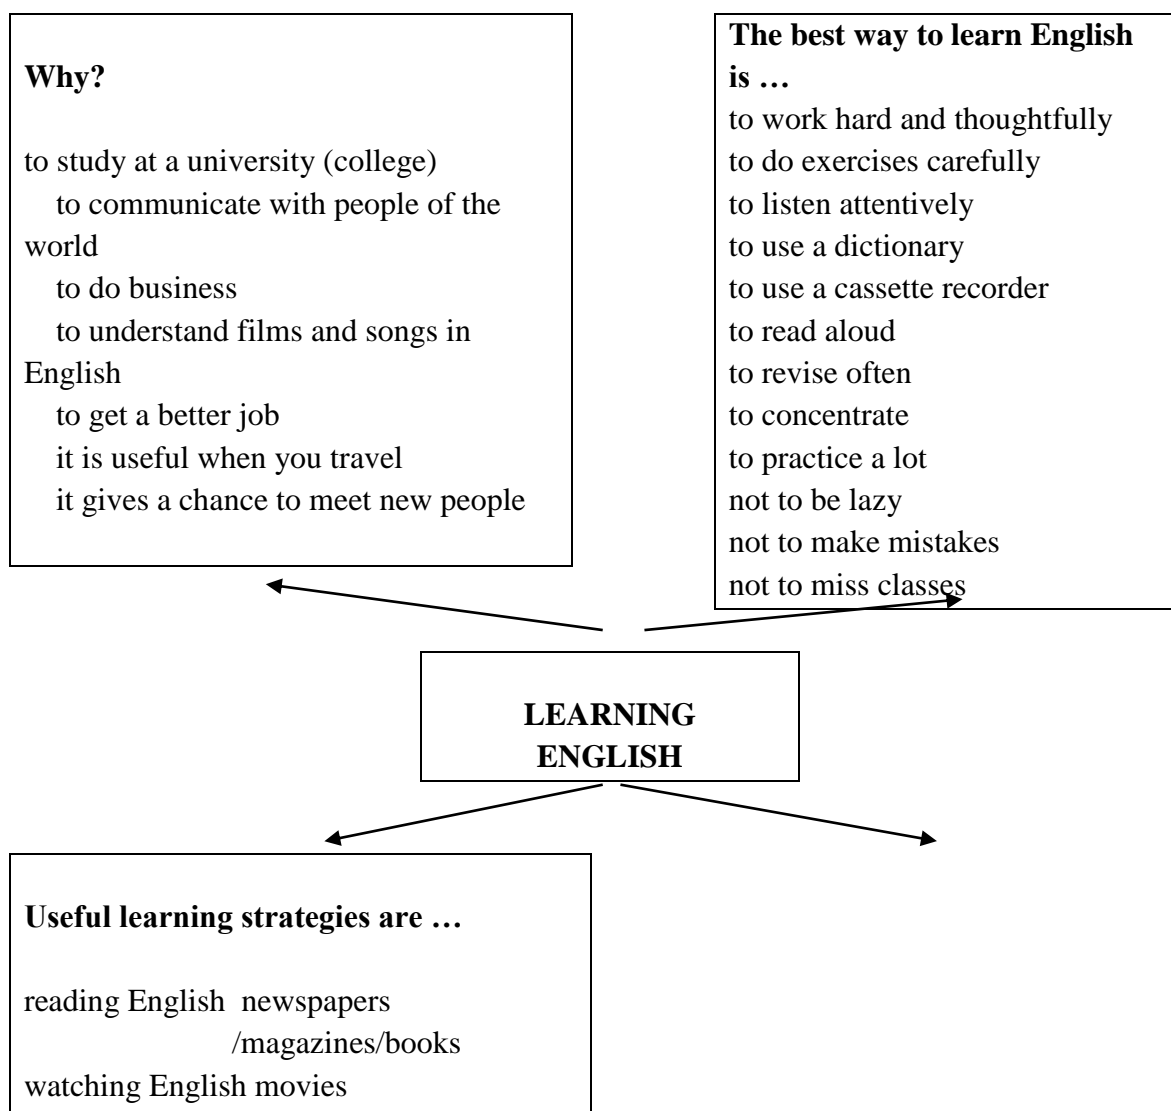 Why?
to study at a university (college)
to communicate with people of the
world
to do business
to understand films and songs in
English
to get a better job
it is useful when you travel
it gives a chance to meet new people
The best way to learn English
is …
to work hard and thoughtfully
to do exercises carefully
to listen attentively
to use a dictionary
to use a cassette recorder
to read aloud
to revise often
to concentrate
to practice a lot
not to be lazy
not to make mistakes
not to miss classes
LEARNING
ENGLISH
Useful learning strategies are …
reading English newspapers
/magazines/books
watching English movies